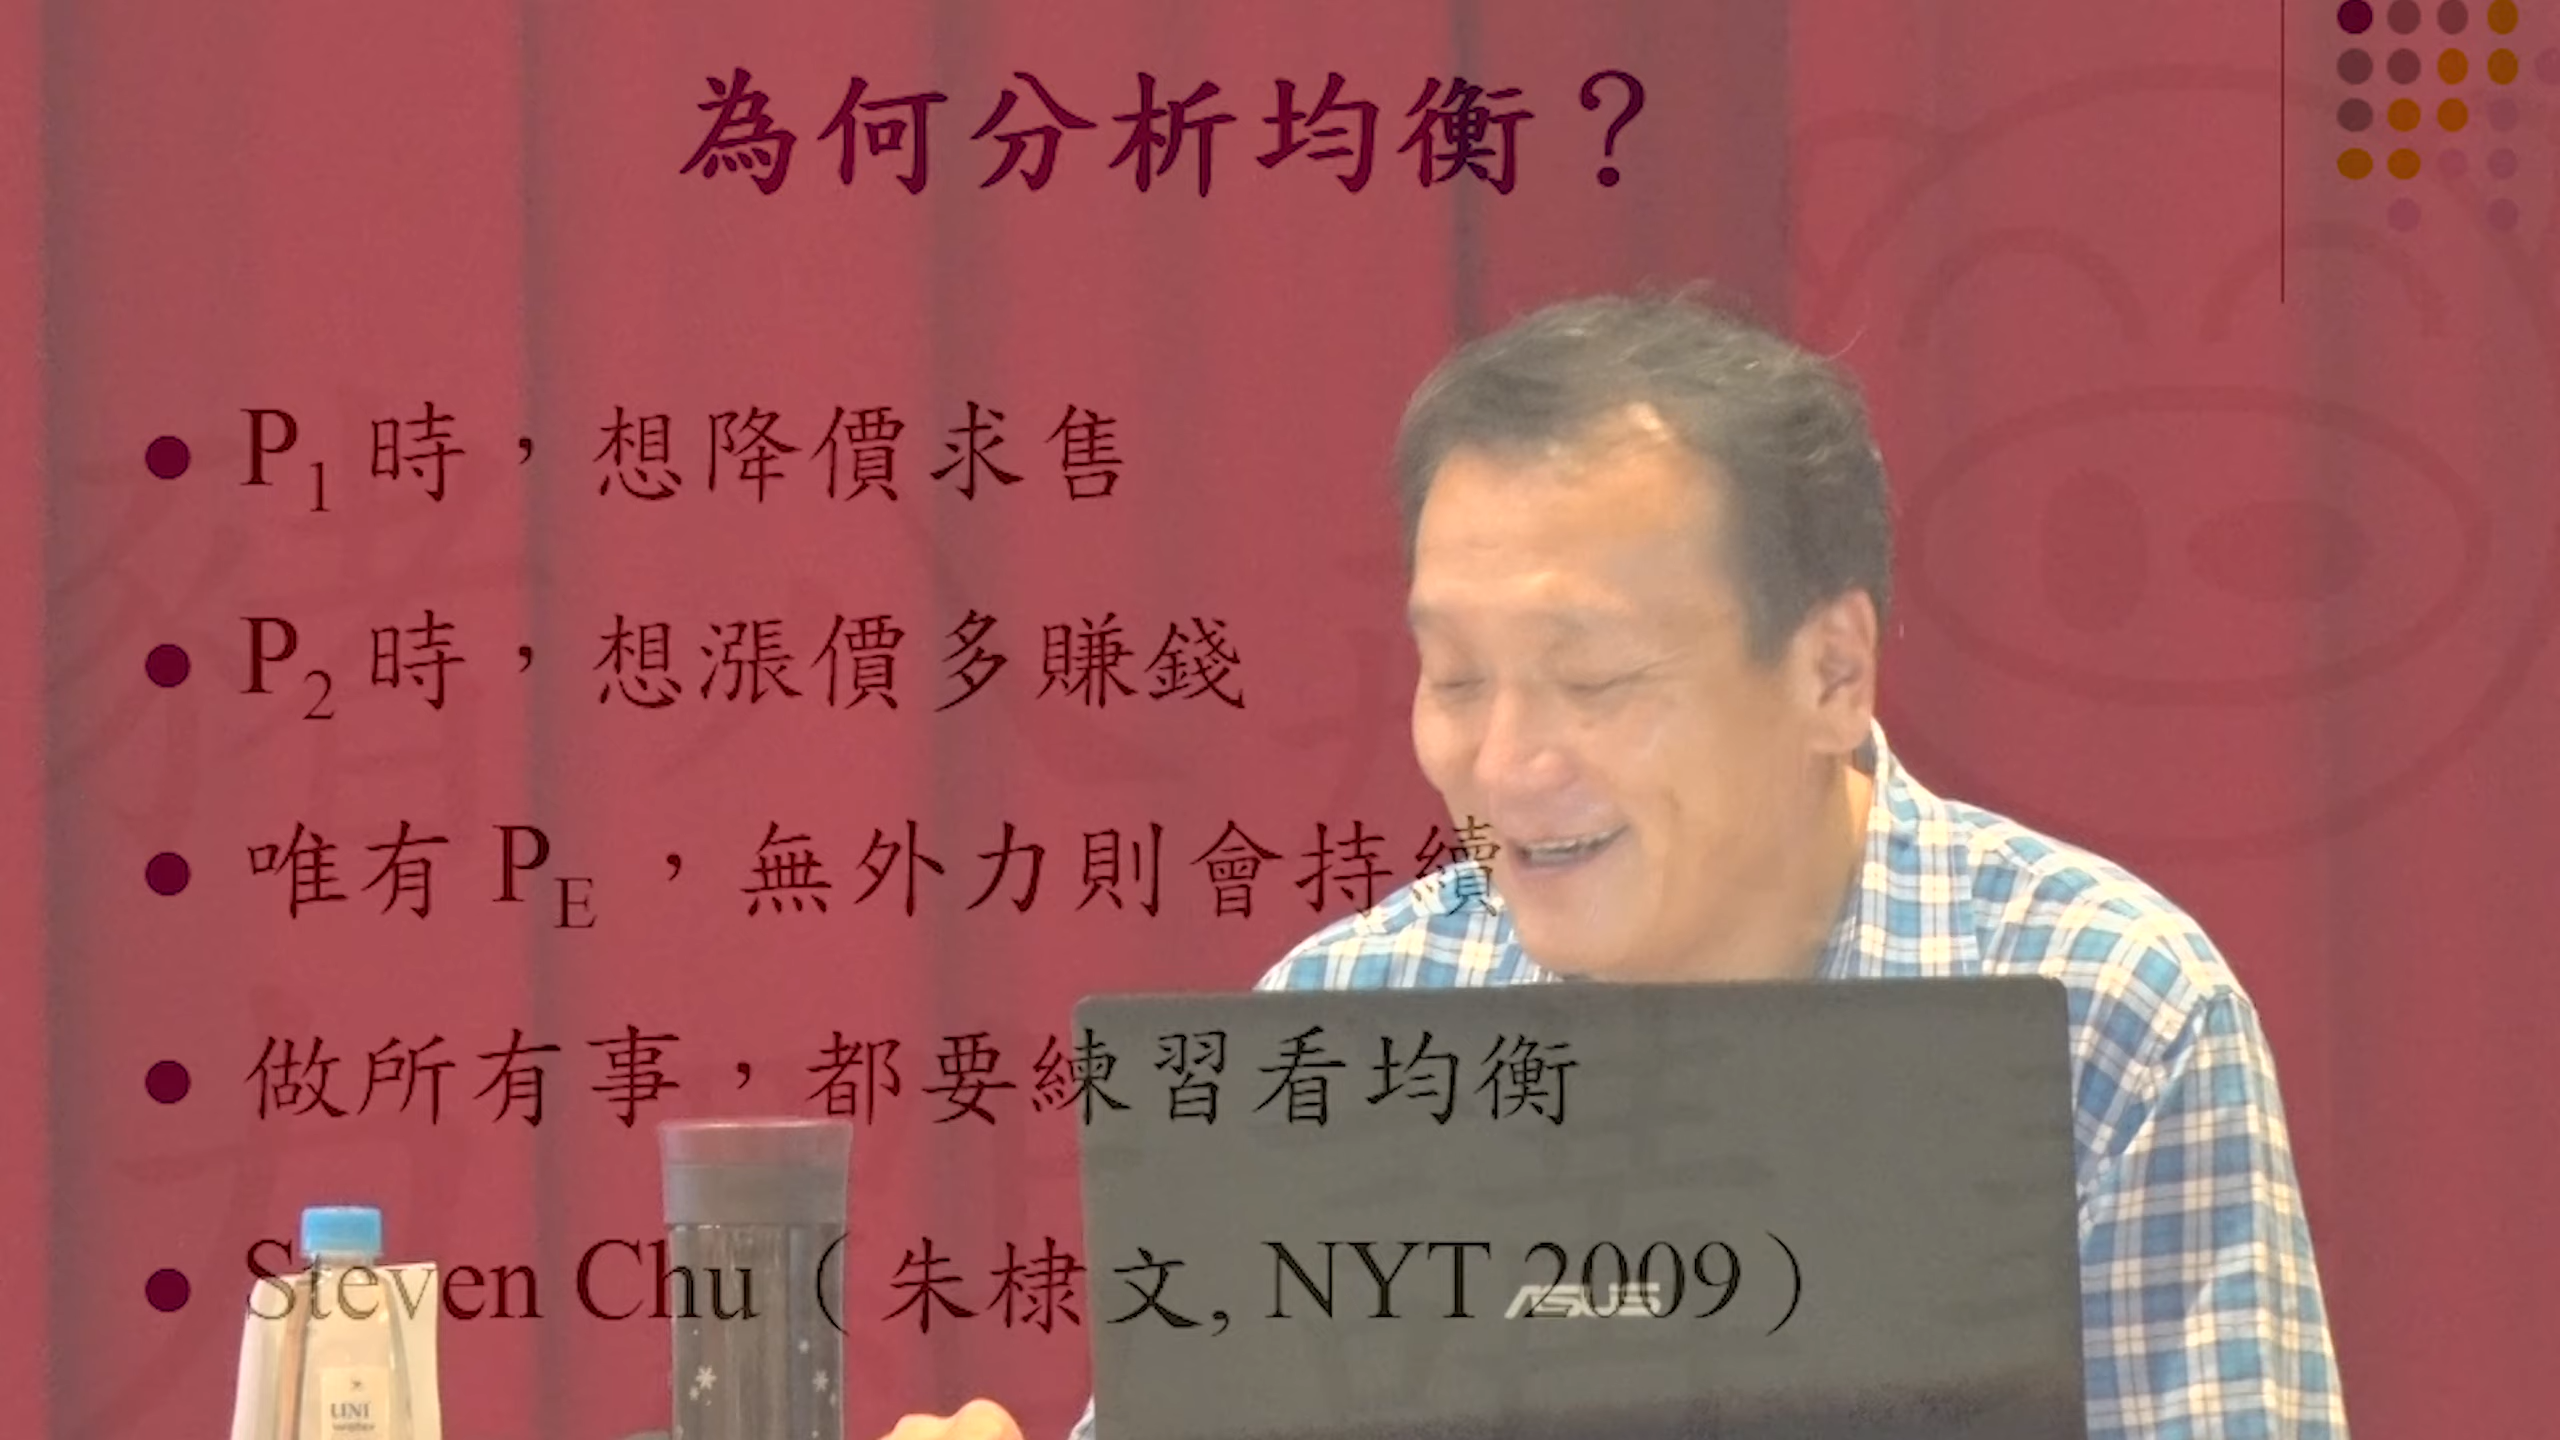 為何分析均衡？
● P₁ 時，想降價求售
● P₂ 時，想漲價多賺錢
● 唯有 P_E ，無外力則會持續
● 做所有事，都要練習看均衡
● Steven Chu（朱棣文, NYT 2009）
ASUS
UNI
water